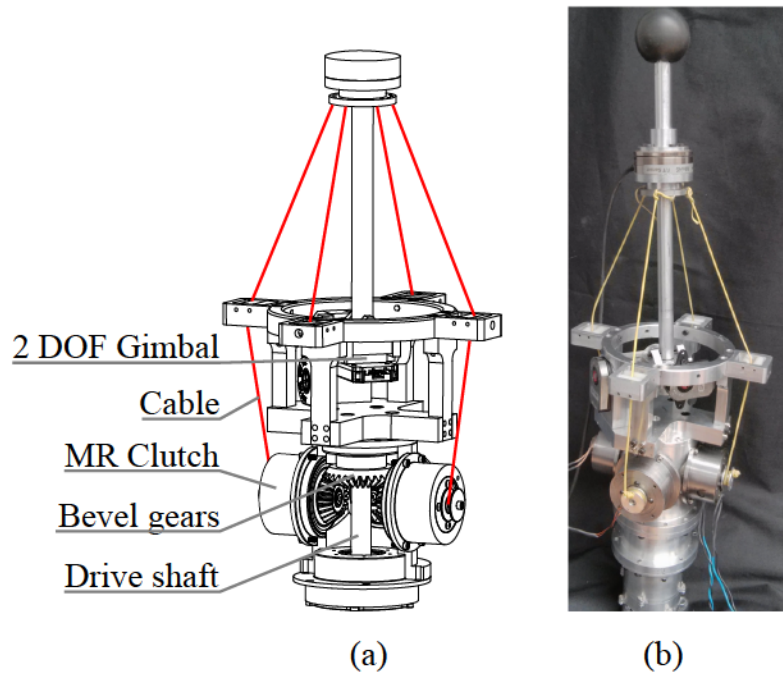 2 DOF Gimbal
Cable
MR Clutch
Bevel gears
Drive shaft
(a)
(b)